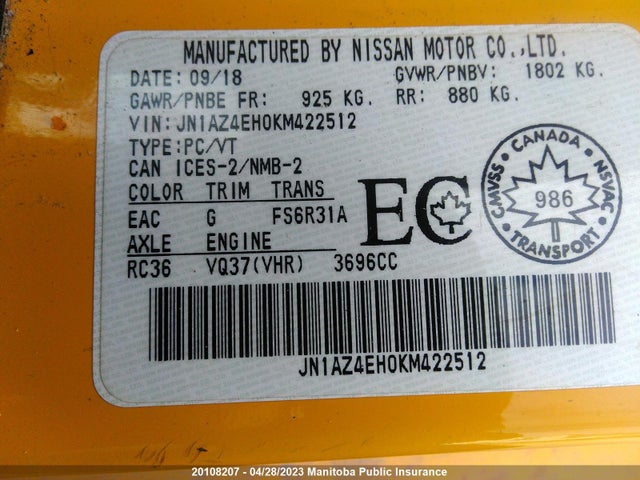 MANUFACTURED BY NISSAN MOTOR CO.,LTD.
DATE: 09/18 GVWR/PNBV: 1802 KG.
GAWR/PNBE FR: 925 KG. RR: 880 KG.
VIN: JN1AZ4EH0KM422512
TYPE:PC/VT
CAN ICES-2/NMB-2
COLOR TRIM TRANS
EAC G FS6R31A
AXLE ENGINE
RC36 VQ37(VHR) 3696CC
EC
CANADA
CMVSS NSVAC
986
TRANSPORT
JN1AZ4EH0KM422512
20108207 - 04/28/2023 Manitoba Public Insurance